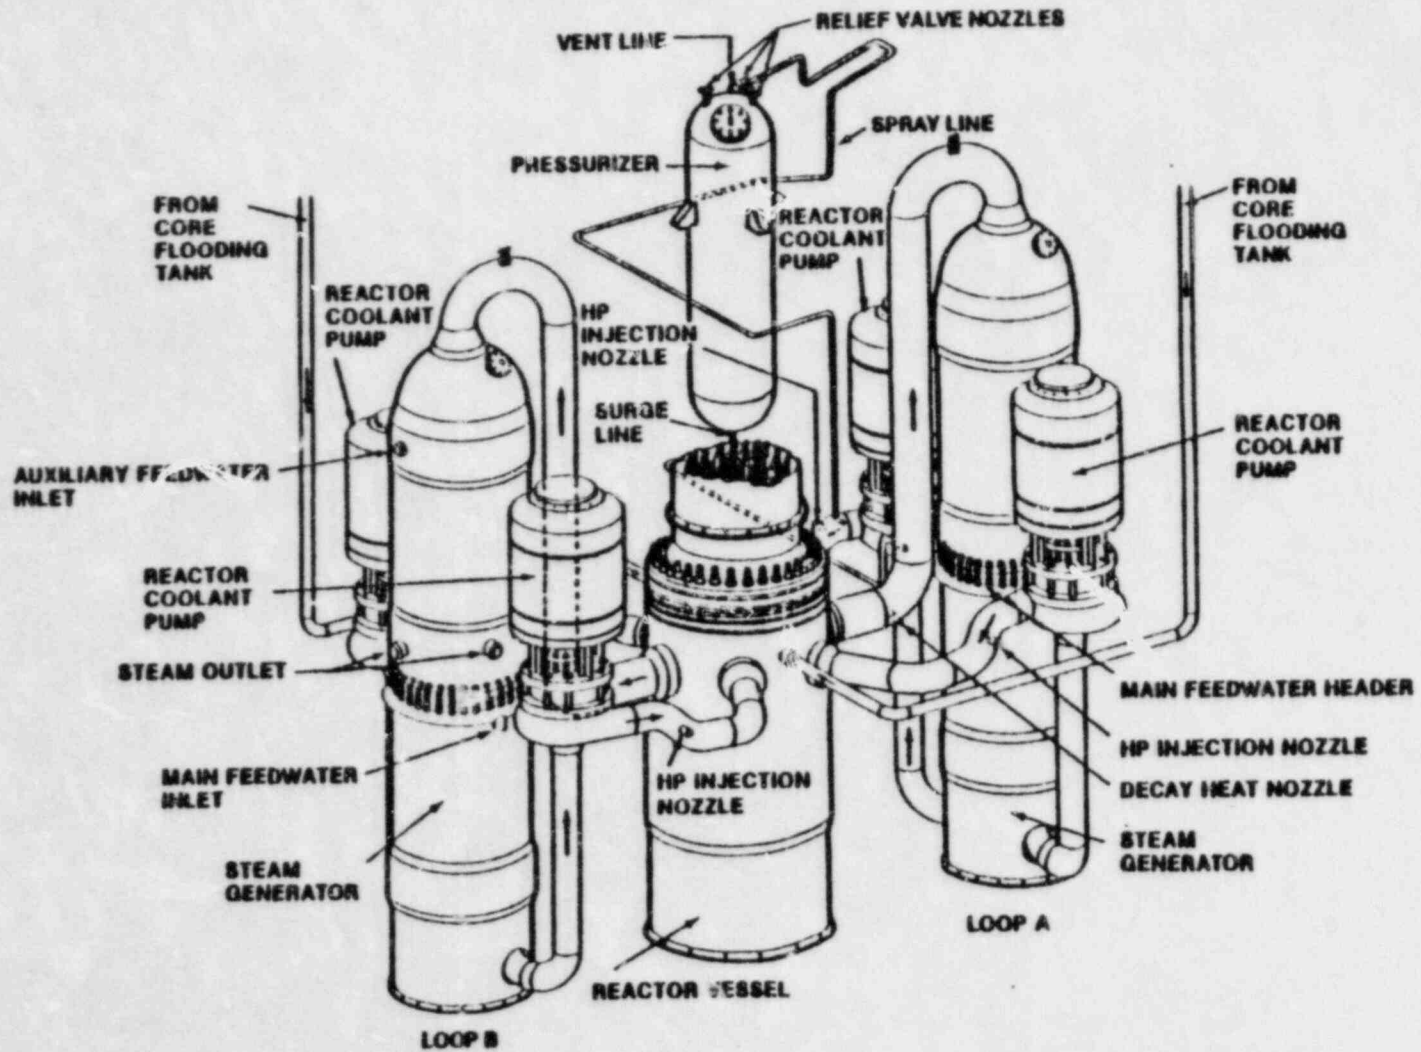 RELIEF VALVE NOZZLES
VENT LINE
SPRAY LINE
PRESSURIZER
FROM
CORE
FLOODING
TANK
REACTOR
COOLANT
PUMP
FROM
CORE
FLOODING
TANK
REACTOR
COOLANT
PUMP
HP
INJECTION
NOZZLE
SURGE
LINE
REACTOR
COOLANT
PUMP
AUXILIARY FEEDWATER
INLET
REACTOR
COOLANT
PUMP
STEAM OUTLET
MAIN FEEDWATER HEADER
MAIN FEEDWATER
INLET
HP INJECTION
NOZZLE
HP INJECTION NOZZLE
DECAY HEAT NOZZLE
STEAM
GENERATOR
STEAM
GENERATOR
LOOP A
REACTOR VESSEL
LOOP B